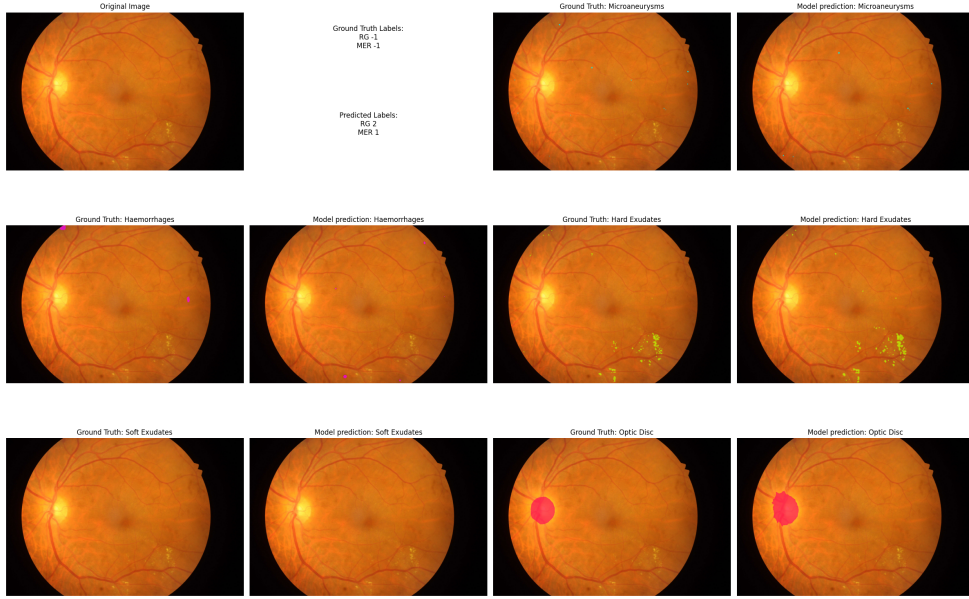 Original Image
Ground Truth Labels:
RG -1
MER -1
Predicted Labels:
RG 2
MER 1
Ground Truth: Microaneurysms
Model prediction: Microaneurysms
Ground Truth: Haemorrhages
Model prediction: Haemorrhages
Ground Truth: Hard Exudates
Model prediction: Hard Exudates
Ground Truth: Soft Exudates
Model prediction: Soft Exudates
Ground Truth: Optic Disc
Model prediction: Optic Disc